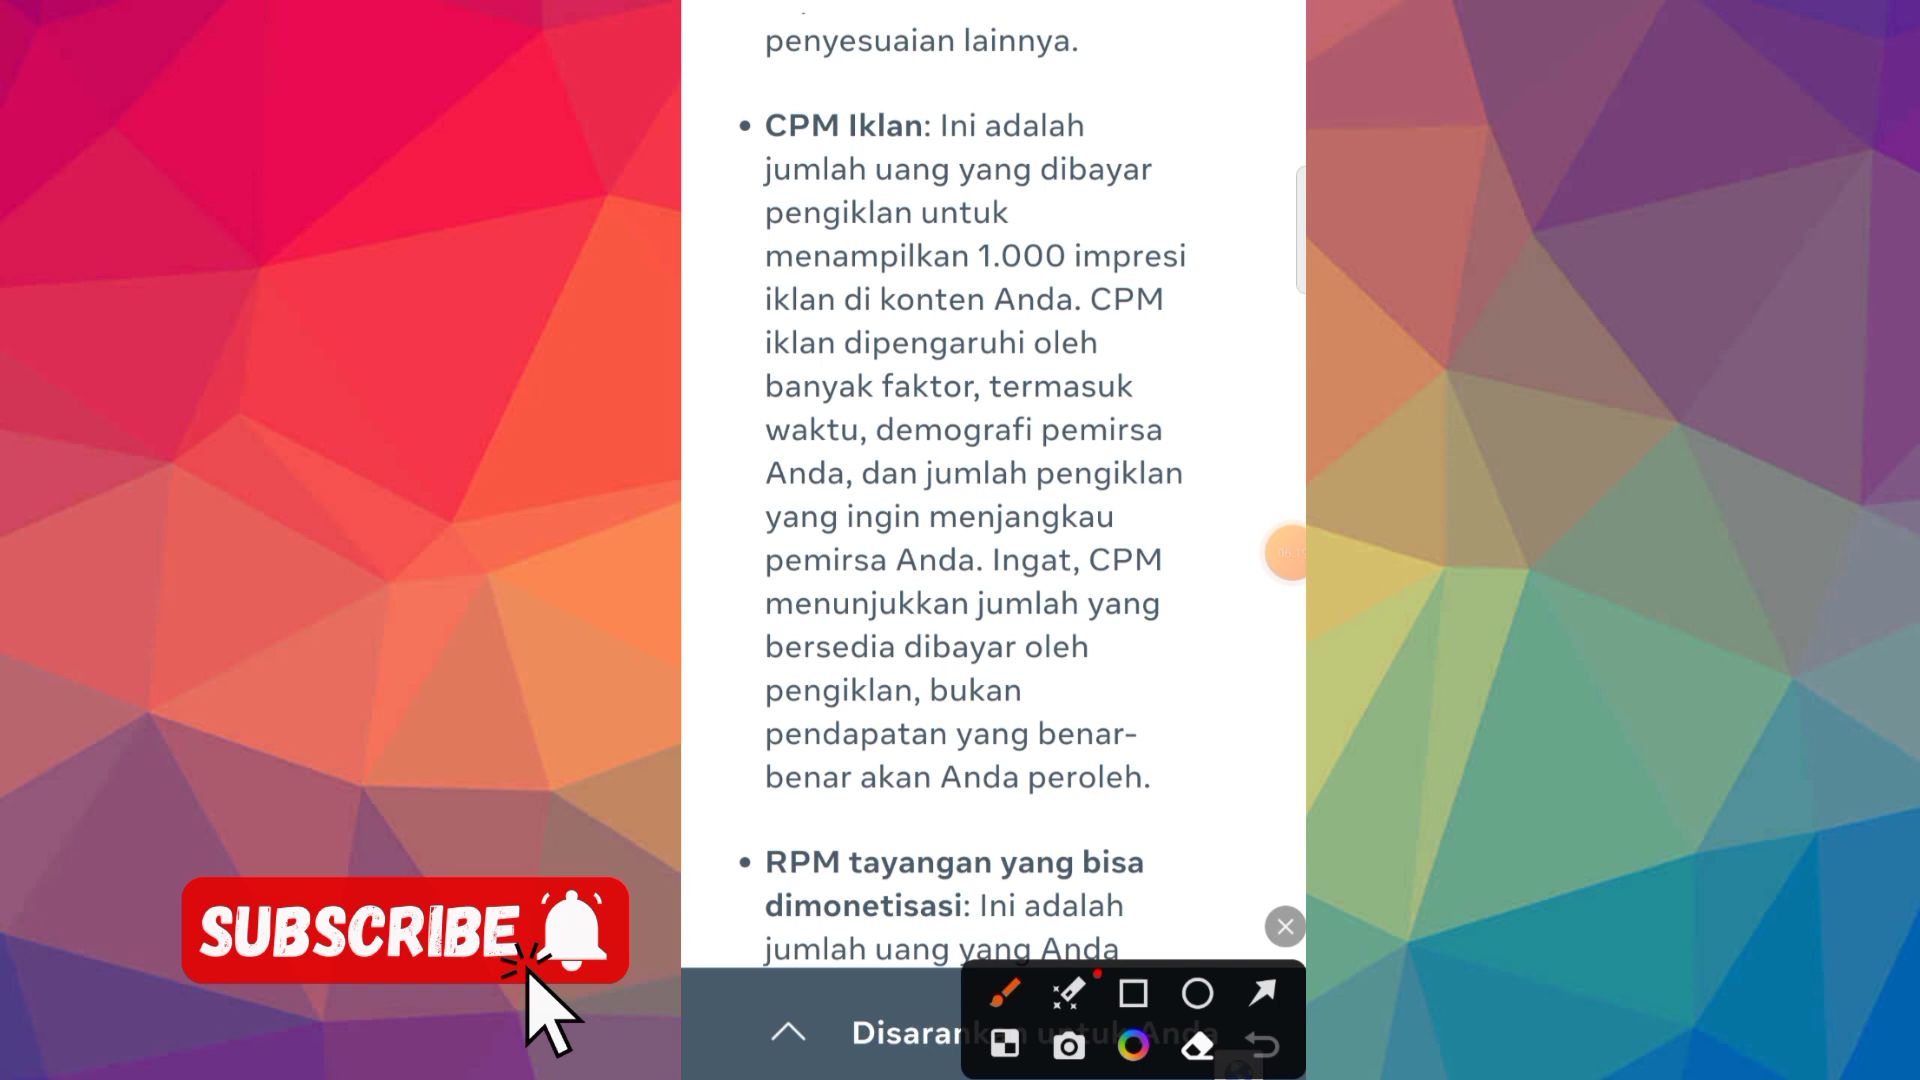 penyesuaian lainnya.
• CPM Iklan: Ini adalah
jumlah uang yang dibayar
pengiklan untuk
menampilkan 1.000 impresi
iklan di konten Anda. CPM
iklan dipengaruhi oleh
banyak faktor, termasuk
waktu, demografi pemirsa
Anda, dan jumlah pengiklan
yang ingin menjangkau
pemirsa Anda. Ingat, CPM
menunjukkan jumlah yang
bersedia dibayar oleh
pengiklan, bukan
pendapatan yang benar-
benar akan Anda peroleh.
• RPM tayangan yang bisa
dimonetisasi: Ini adalah
jumlah uang yang Anda
SUBSCRIBE
Disarankan untuk Anda